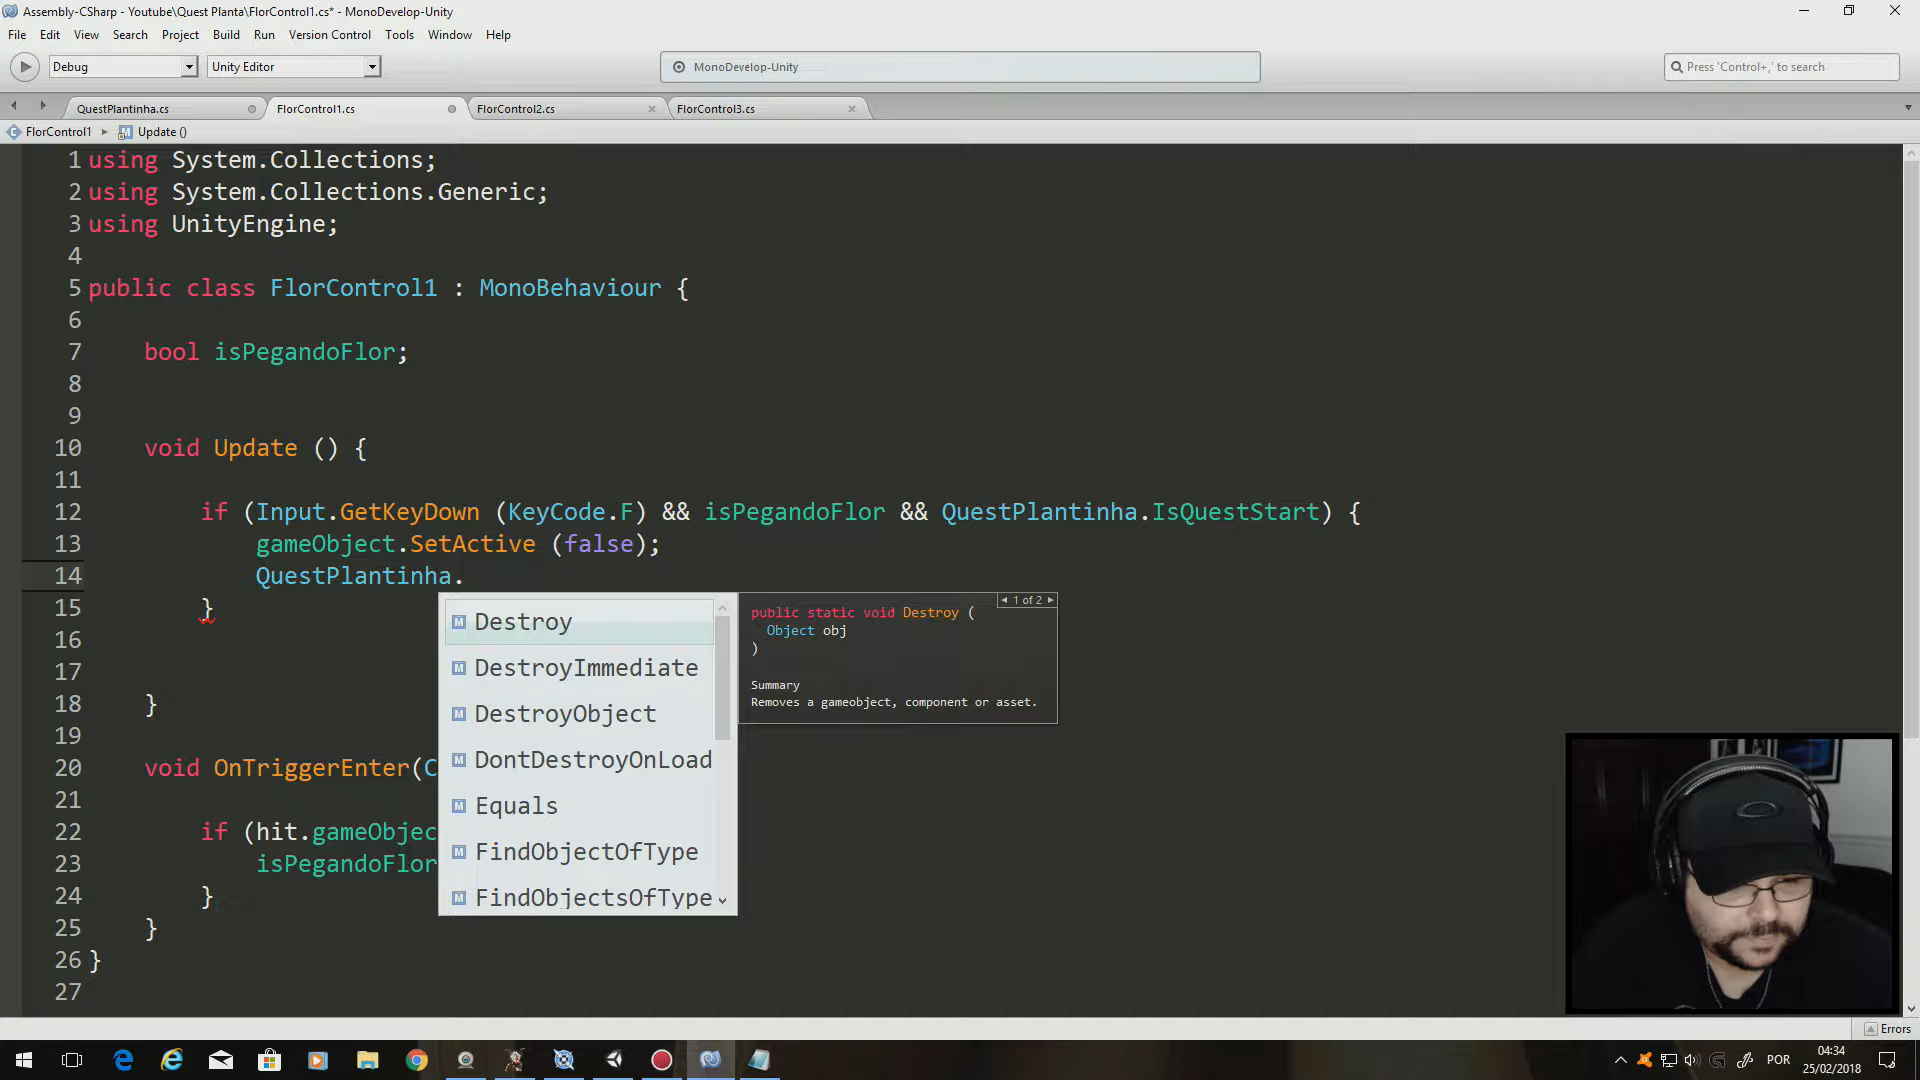 Assembly-CSharp - Youtube\Quest Planta\FlorControl1.cs* - MonoDevelop-Unity
File Edit View Search Project Build Run Version Control Tools Window Help
Debug Unity Editor MonoDevelop-Unity Press 'Control+,' to search
QuestPlantinha.cs FlorControl1.cs FlorControl2.cs FlorControl3.cs
FlorControl1 Update ()
1 using System.Collections;
2 using System.Collections.Generic;
3 using UnityEngine;
4
5 public class FlorControl1 : MonoBehaviour {
6
7 bool isPegandoFlor;
8
9
10 void Update () {
11
12 if (Input.GetKeyDown (KeyCode.F) && isPegandoFlor && QuestPlantinha.IsQuestStart) {
13 gameObject.SetActive (false);
14 QuestPlantinha.
15 }
16
17
18 }
19
20 void OnTriggerEnter(C
21
22 if (hit.gameObjec
23 isPegandoFlor
24 }
25 }
26 }
27
Destroy
DestroyImmediate
DestroyObject
DontDestroyOnLoad
Equals
FindObjectOfType
FindObjectsOfType
1 of 2
public static void Destroy (
Object obj
)
Summary
Removes a gameobject, component or asset.
Errors
POR
04:34
25/02/2018